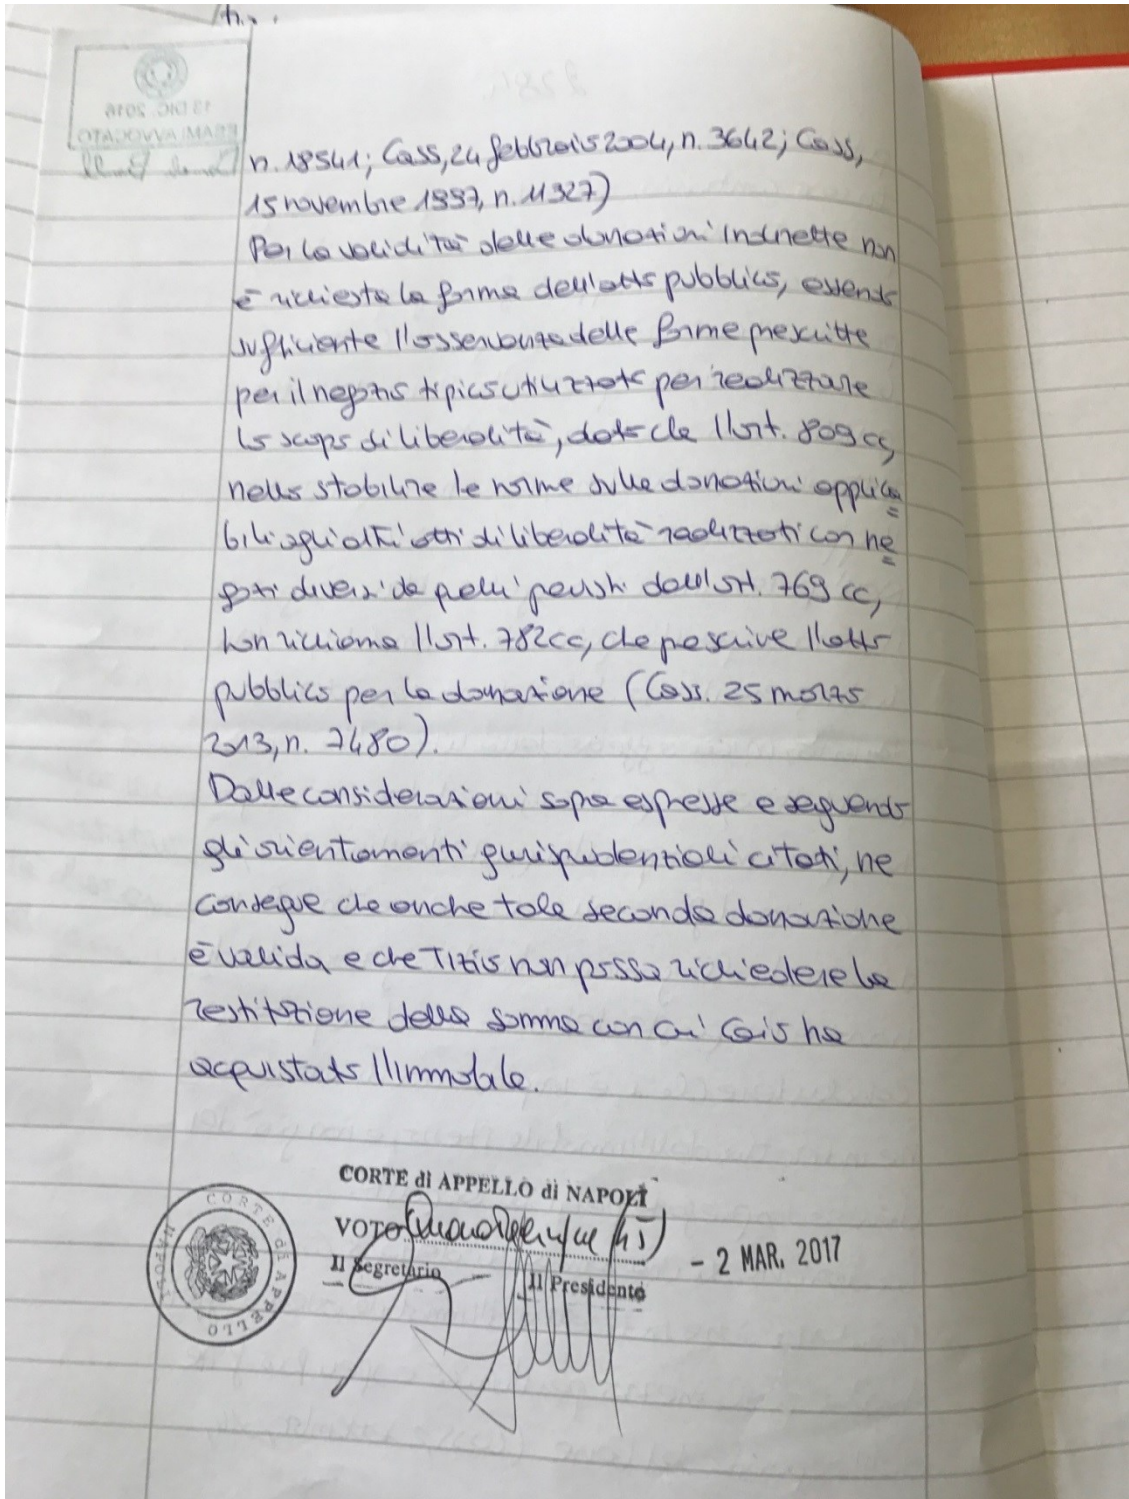 n. 18541; Cass, 24 febbraio 2004, n. 3642; Cass,
15 novembre 1997, n. 11327)
Per la validità delle donazioni indirette non
è richiesta la forma dell'atto pubblico, essendo
sufficiente l'osservanza delle forme prescritte
per il negozio tipico utilizzato per realizzare
lo scopo di liberalità, dato che l'art. 809 cc,
nello stabilire le norme sulle donazioni applica
bili agli altri atti di liberalità realizzati con ne
gozi diversi da quelli previsti dall'art. 769 cc,
non richiama l'art. 782 cc, che prescrive l'atto
pubblico per la donazione (Cass. 25 marzo
2013, n. 7480).
Dalle considerazioni sopra espresse e seguendo
gli orientamenti giurisprudenziali citati, ne
consegue che anche tale seconda donazione
è valida e che Tizio non possa richiedere la
restituzione della somma con cui Caio ha
acquistato l'immobile.
CORTE di APPELLO di NAPOLI
VOTO
- 2 MAR. 2017
Il Segretario Il Presidente
CORTE di APPELLO NAPOLI
13 DIC. 2016
ESAMI AVVOCATO